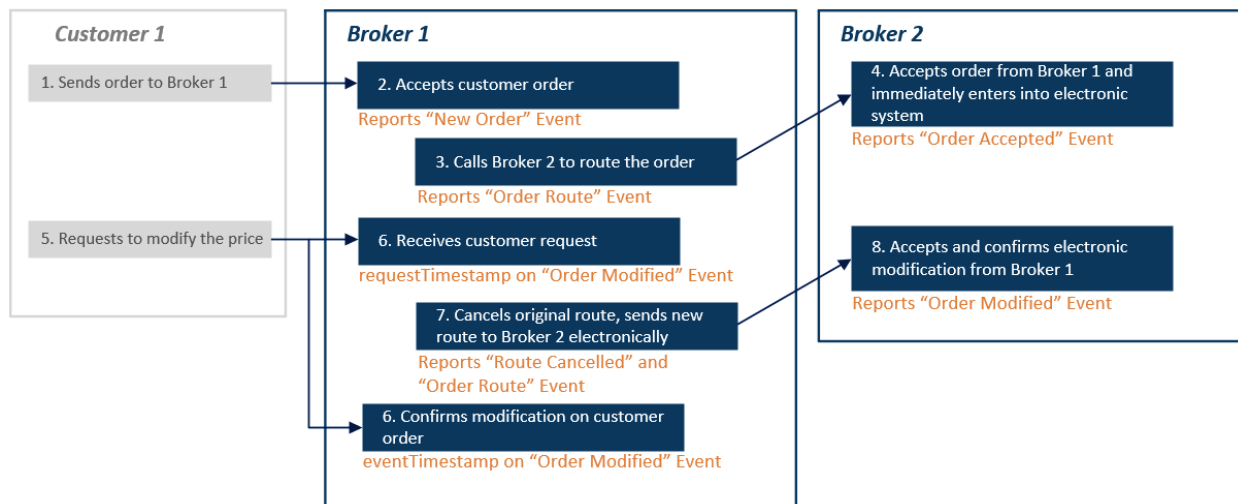 Customer 1
1. Sends order to Broker 1
5. Requests to modify the price
Broker 1
2. Accepts customer order
Reports “New Order” Event
3. Calls Broker 2 to route the order
Reports “Order Route” Event
6. Receives customer request
requestTimestamp on “Order Modified” Event
7. Cancels original route, sends new
route to Broker 2 electronically
Reports “Route Cancelled” and
“Order Route” Event
6. Confirms modification on customer
order
eventTimestamp on “Order Modified” Event
Broker 2
4. Accepts order from Broker 1 and
immediately enters into electronic
system
Reports “Order Accepted” Event
8. Accepts and confirms electronic
modification from Broker 1
Reports “Order Modified” Event